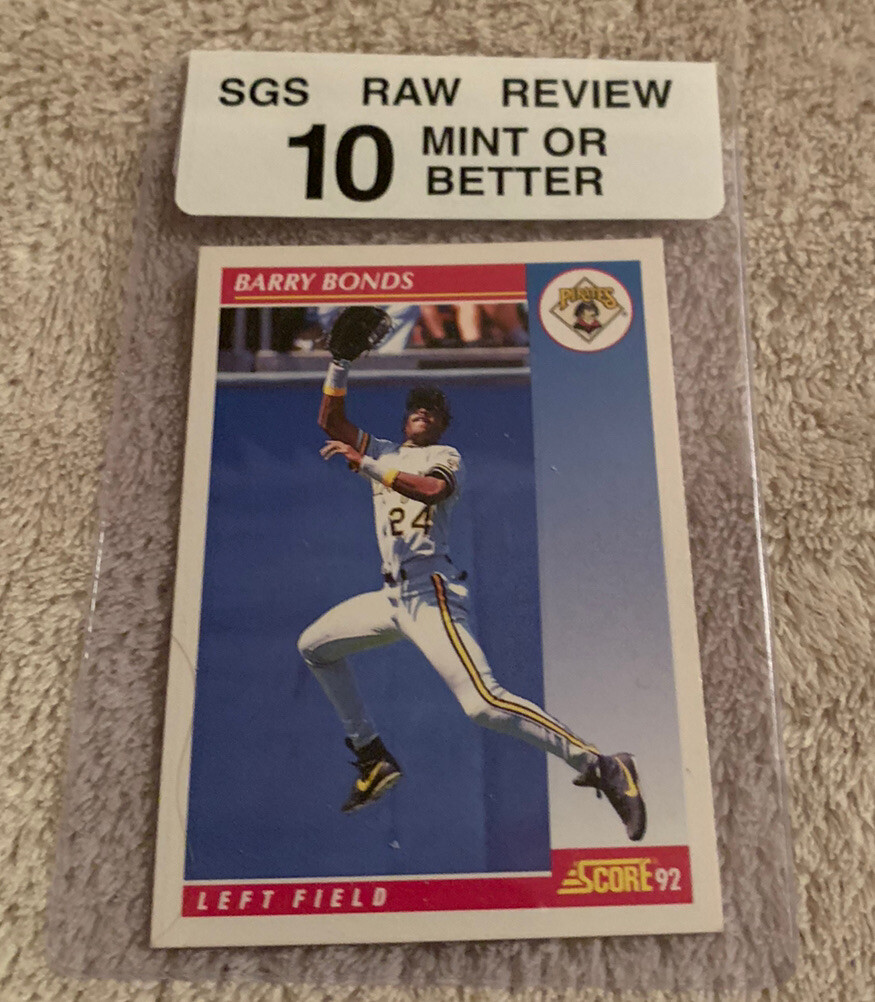 SGS RAW REVIEW
10 MINT OR
BETTER
BARRY BONDS
PIRATES
24
LEFT FIELD
SCORE 92